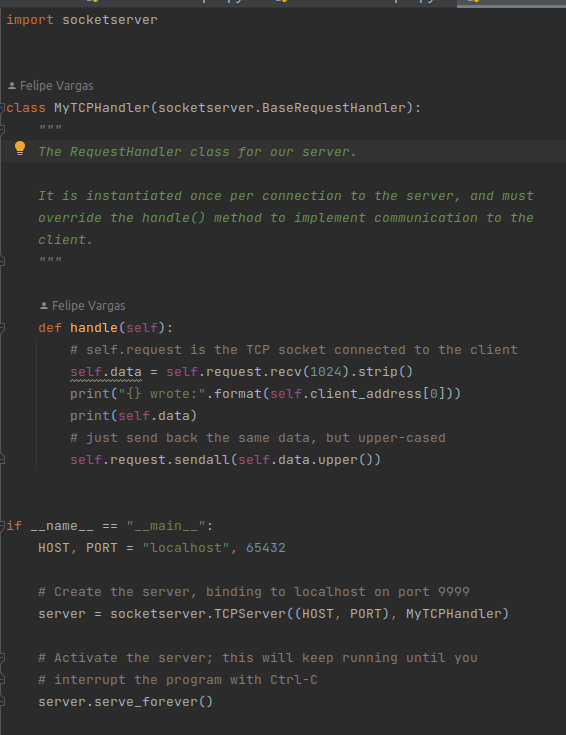 import socketserver
Felipe Vargas
class MyTCPHandler(socketserver.BaseRequestHandler):
    """
    The RequestHandler class for our server.
    It is instantiated once per connection to the server, and must
    override the handle() method to implement communication to the
    client.
    """
    Felipe Vargas
    def handle(self):
        # self.request is the TCP socket connected to the client
        self.data = self.request.recv(1024).strip()
        print("{} wrote:".format(self.client_address[0]))
        print(self.data)
        # just send back the same data, but upper-cased
        self.request.sendall(self.data.upper())
if __name__ == "__main__":
    HOST, PORT = "localhost", 65432
    # Create the server, binding to localhost on port 9999
    server = socketserver.TCPServer((HOST, PORT), MyTCPHandler)
    # Activate the server; this will keep running until you
    # interrupt the program with Ctrl-C
    server.serve_forever()